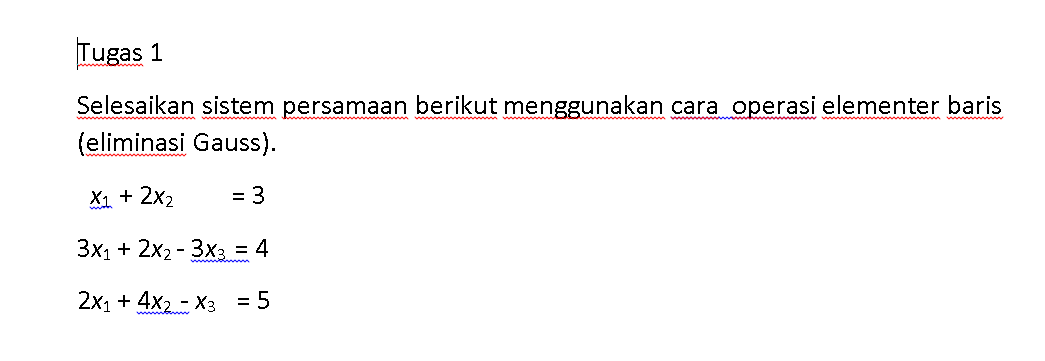 Tugas 1
Selesaikan sistem persamaan berikut menggunakan cara operasi elementer baris
(eliminasi Gauss).
x₁ + 2x₂ = 3
3x₁ + 2x₂ - 3x₃ = 4
2x₁ + 4x₂ - x₃ = 5